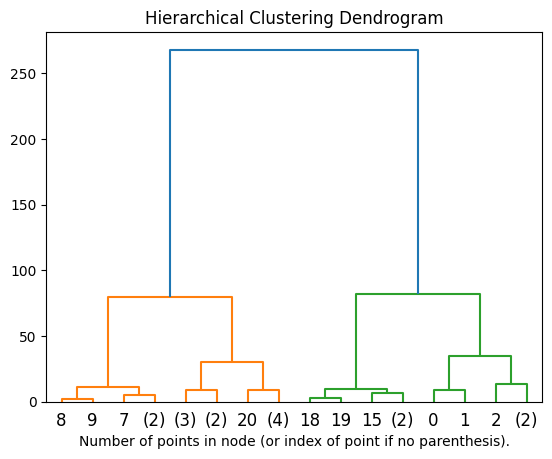 Hierarchical Clustering Dendrogram
250
200
150
100
50
0
8 9 7 (2) (3) (2) 20 (4) 18 19 15 (2) 0 1 2 (2)
Number of points in node (or index of point if no parenthesis).